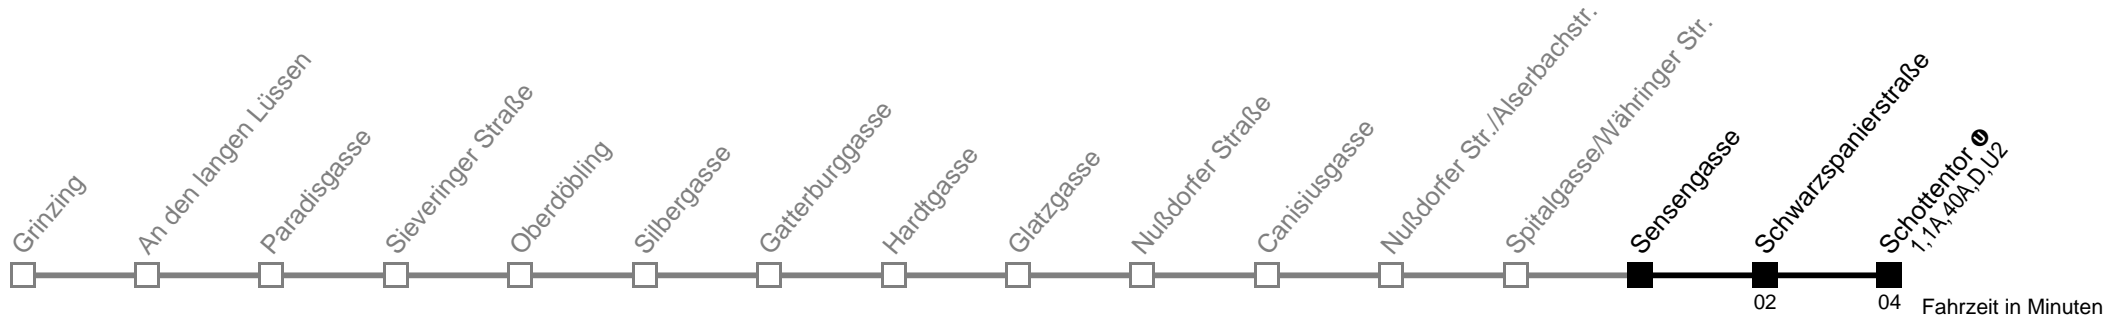 Grinzing
An den langen Lüssen
Paradisgasse
Sieveringer Straße
Oberdöbling
Silbergasse
Gatterburggasse
Hardtgasse
Glatzgasse
Nußdorfer Straße
Canisiusgasse
Nußdorfer Str./Alserbachstr.
Spitalgasse/Währinger Str.
Sensengasse
Schwarzspanierstraße
Schottentor U
1,1A,40A,D,U2
02
04
Fahrzeit in Minuten